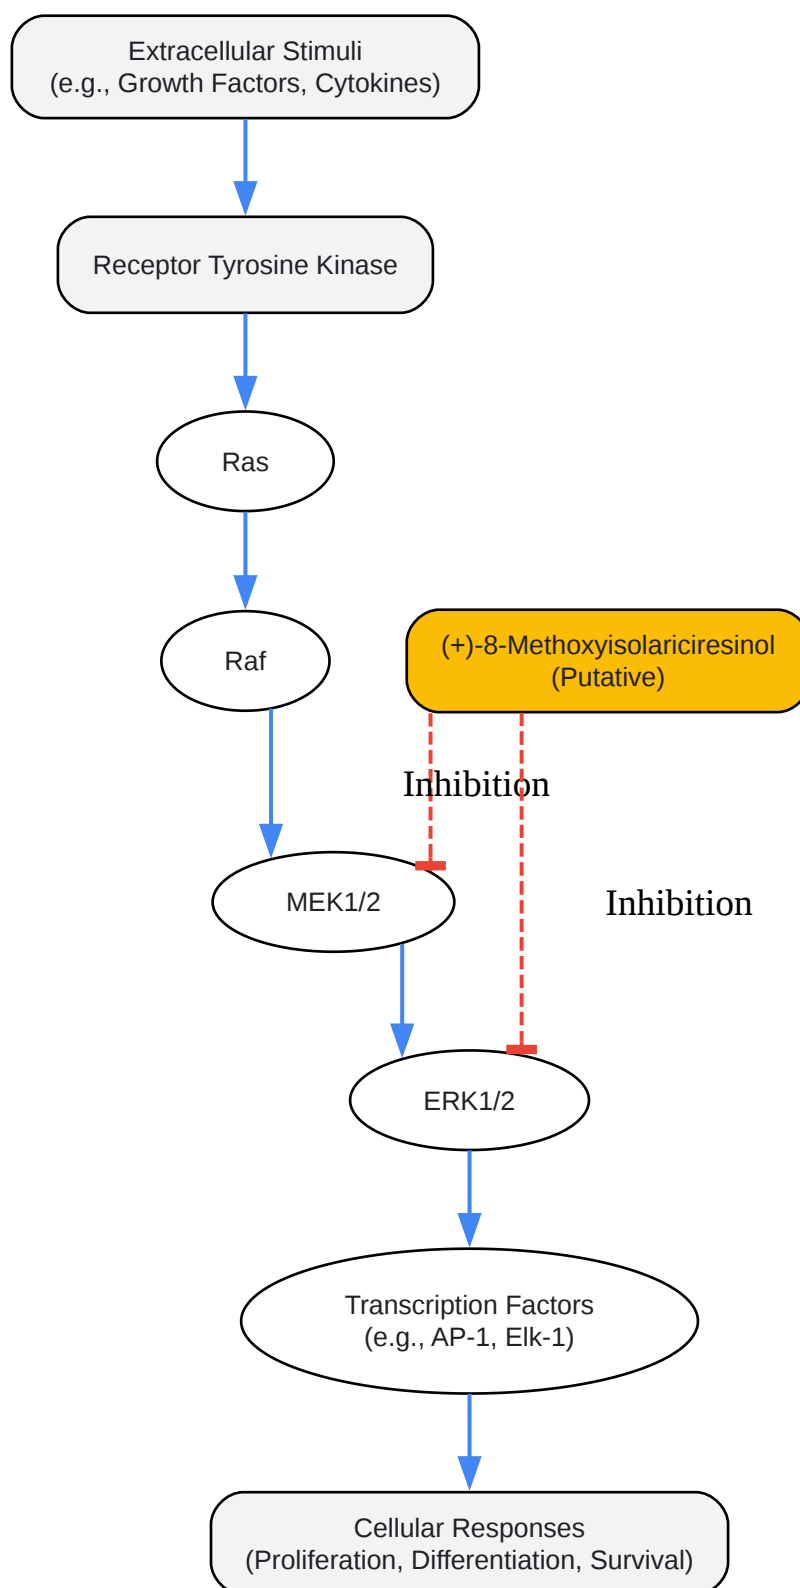 Extracellular Stimuli
(e.g., Growth Factors, Cytokines)
Receptor Tyrosine Kinase
Ras
Raf
(+)-8-Methoxyisolariciresinol
(Putative)
Inhibition
MEK1/2
Inhibition
ERK1/2
Transcription Factors
(e.g., AP-1, Elk-1)
Cellular Responses
(Proliferation, Differentiation, Survival)